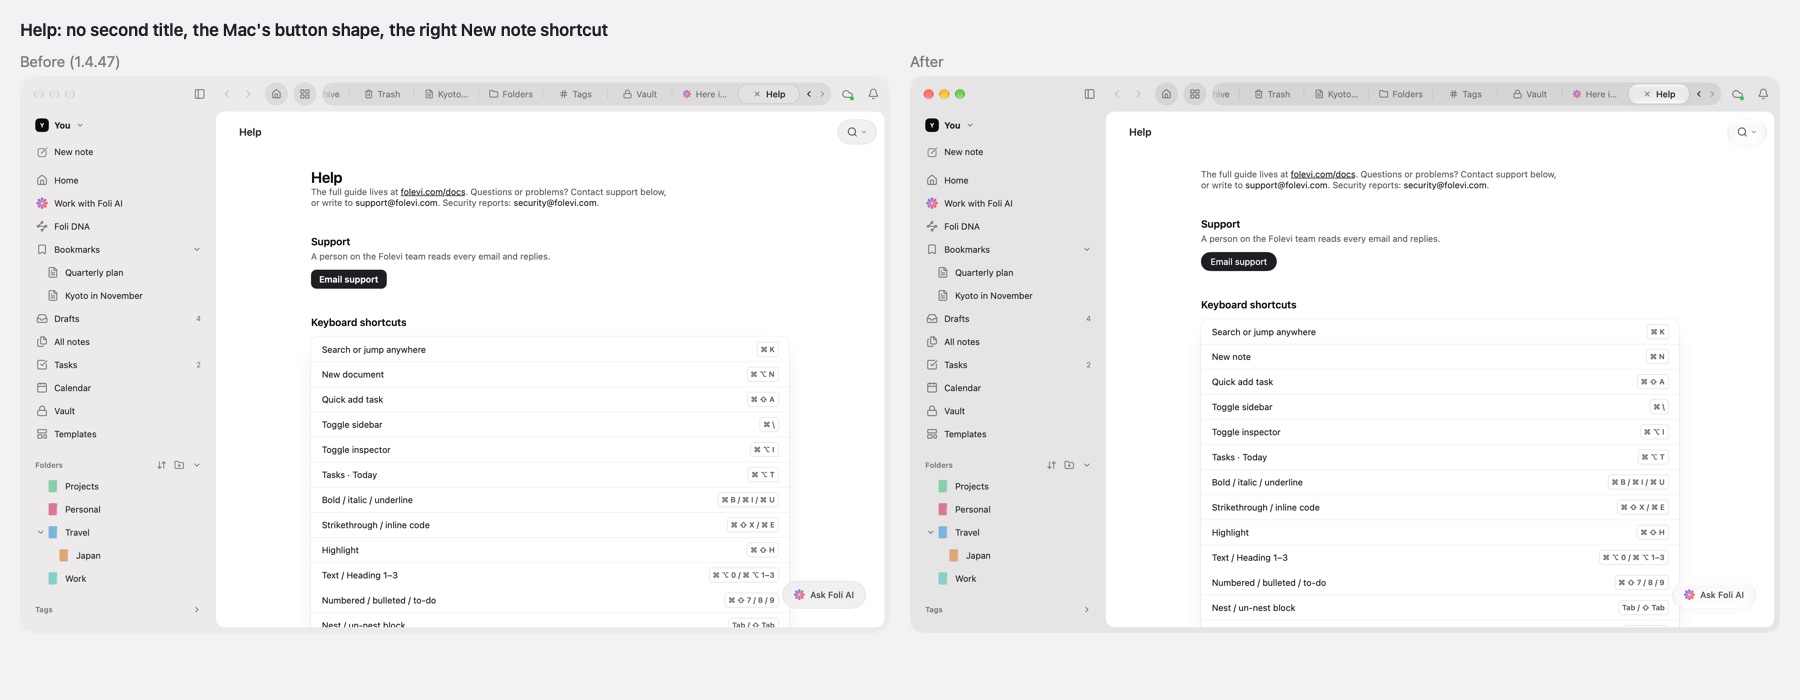 Help: no second title, the Mac's button shape, the right New note shortcut
Before (1.4.47)
hive
Trash
Kyoto...
Folders
# Tags
Vault
Here i...
Help
Y You
New note
Home
Work with Foli AI
Foli DNA
Bookmarks
Quarterly plan
Kyoto in November
Drafts 4
All notes
Tasks 2
Calendar
Vault
Templates
Folders
Projects
Personal
Travel
Japan
Work
Tags
Help
Help
The full guide lives at folevi.com/docs. Questions or problems? Contact support below,
or write to support@folevi.com. Security reports: security@folevi.com.
Support
A person on the Folevi team reads every email and replies.
Email support
Keyboard shortcuts
Search or jump anywhere ⌘ K
New document ⌘ ⌥ N
Quick add task ⌘ ⇧ A
Toggle sidebar ⌘ \
Toggle inspector ⌘ ⌥ I
Tasks · Today ⌘ ⌥ T
Bold / italic / underline ⌘ B / ⌘ I / ⌘ U
Strikethrough / inline code ⌘ ⇧ X / ⌘ E
Highlight ⌘ ⇧ H
Text / Heading 1–3 ⌘ ⌥ 0 / ⌘ ⌥ 1–3
Numbered / bulleted / to-do ⌘ ⇧ 7 / 8 / 9
Nest / un-nest block Tab / ⇧ Tab
Ask Foli AI
After
hive
Trash
Kyoto...
Folders
# Tags
Vault
Here i...
Help
Y You
New note
Home
Work with Foli AI
Foli DNA
Bookmarks
Quarterly plan
Kyoto in November
Drafts 4
All notes
Tasks 2
Calendar
Vault
Templates
Folders
Projects
Personal
Travel
Japan
Work
Tags
Help
The full guide lives at folevi.com/docs. Questions or problems? Contact support below,
or write to support@folevi.com. Security reports: security@folevi.com.
Support
A person on the Folevi team reads every email and replies.
Email support
Keyboard shortcuts
Search or jump anywhere ⌘ K
New note ⌘ N
Quick add task ⌘ ⇧ A
Toggle sidebar ⌘ \
Toggle inspector ⌘ ⌥ I
Tasks · Today ⌘ ⌥ T
Bold / italic / underline ⌘ B / ⌘ I / ⌘ U
Strikethrough / inline code ⌘ ⇧ X / ⌘ E
Highlight ⌘ ⇧ H
Text / Heading 1–3 ⌘ ⌥ 0 / ⌘ ⌥ 1–3
Numbered / bulleted / to-do ⌘ ⇧ 7 / 8 / 9
Nest / un-nest block Tab / ⇧ Tab
Ask Foli AI